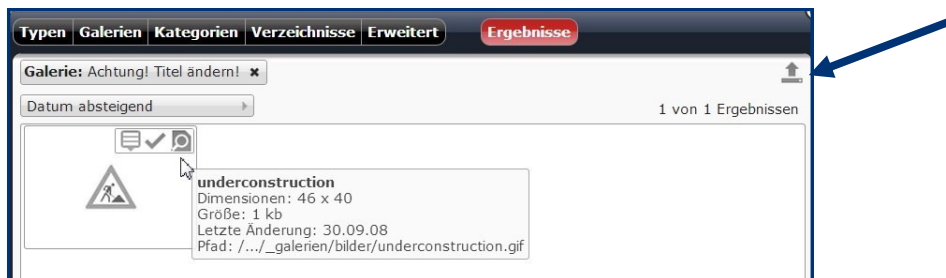 Typen Galerien Kategorien Verzeichnisse Erweitert Ergebnisse
Galerie: Achtung! Titel ändern! ✖
Datum absteigend
1 von 1 Ergebnissen
underconstruction
Dimensionen: 46 x 40
Größe: 1 kb
Letzte Änderung: 30.09.08
Pfad: /.../_galerien/bilder/underconstruction.gif